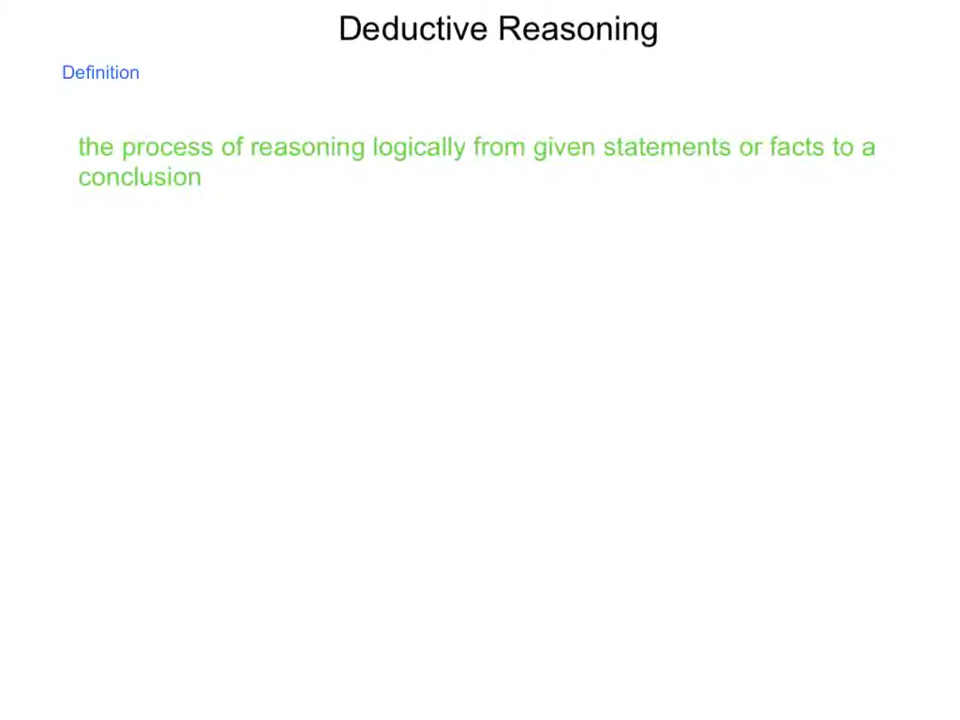 Deductive Reasoning
Definition
the process of reasoning logically from given statements or facts to a
conclusion